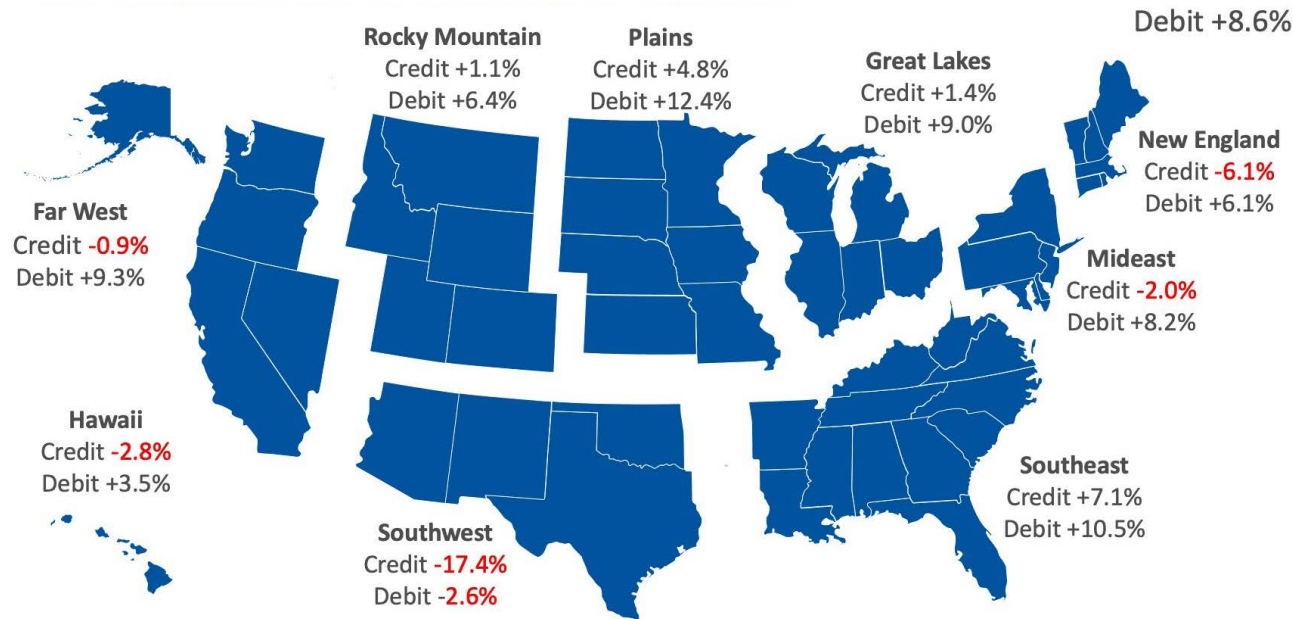 Debit +8.6%
Rocky Mountain
Credit +1.1%
Debit +6.4%
Plains
Credit +4.8%
Debit +12.4%
Great Lakes
Credit +1.4%
Debit +9.0%
New England
Credit -6.1%
Debit +6.1%
Far West
Credit -0.9%
Debit +9.3%
Mideast
Credit -2.0%
Debit +8.2%
Hawaii
Credit -2.8%
Debit +3.5%
Southwest
Credit -17.4%
Debit -2.6%
Southeast
Credit +7.1%
Debit +10.5%